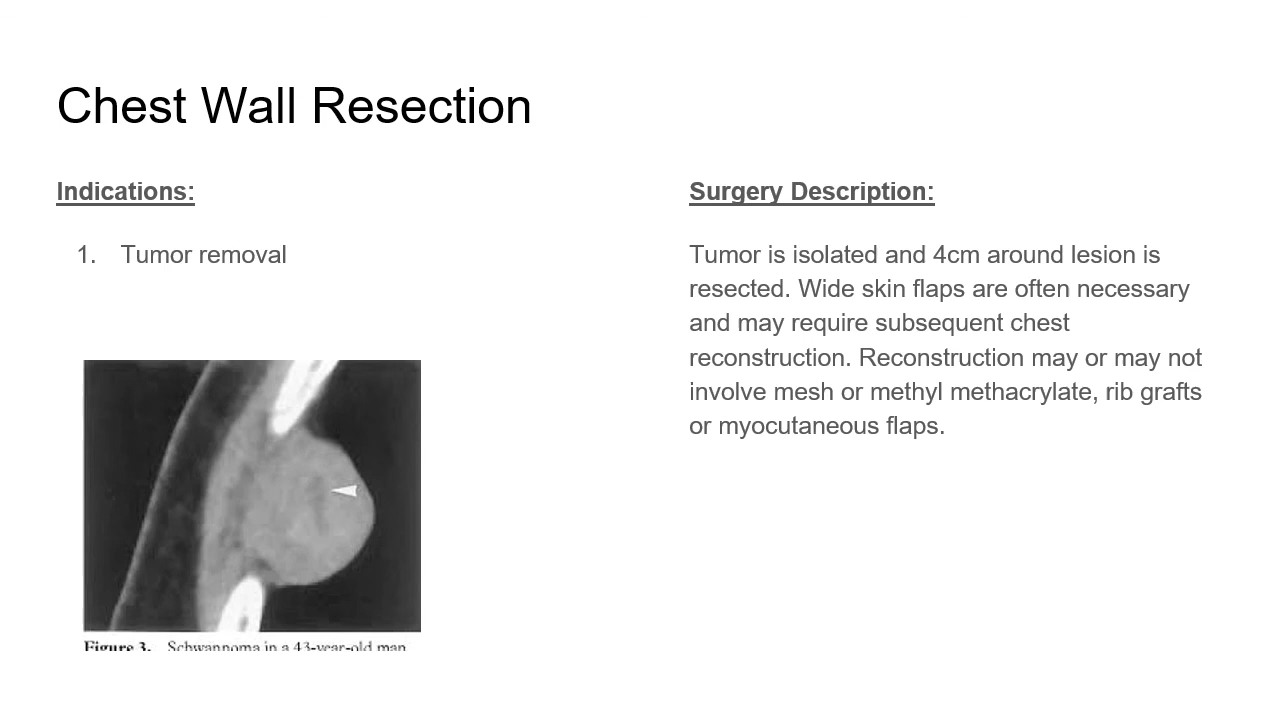 Chest Wall Resection
Indications:
1. Tumor removal
Figure 3. Schwannoma in a 43-year-old man
Surgery Description:
Tumor is isolated and 4cm around lesion is
resected. Wide skin flaps are often necessary
and may require subsequent chest
reconstruction. Reconstruction may or may not
involve mesh or methyl methacrylate, rib grafts
or myocutaneous flaps.